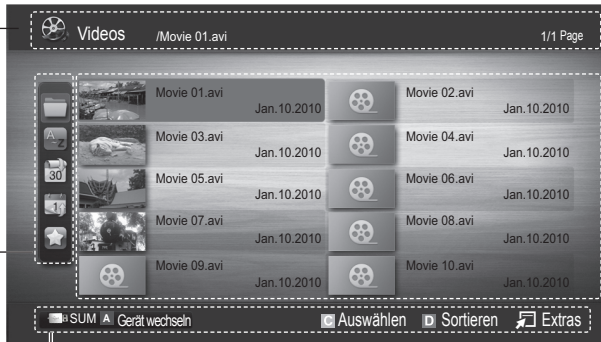 Videos /Movie 01.avi 1/1 Page
Movie 01.avi
Jan.10.2010
Movie 02.avi
Jan.10.2010
Movie 03.avi
Jan.10.2010
Movie 04.avi
Jan.10.2010
Movie 05.avi
Jan.10.2010
Movie 06.avi
Jan.10.2010
Movie 07.avi
Jan.10.2010
Movie 08.avi
Jan.10.2010
Movie 09.avi
Jan.10.2010
Movie 10.avi
Jan.10.2010
A-Z
30
1
SUM A Gerät wechseln C Auswählen D Sortieren Extras